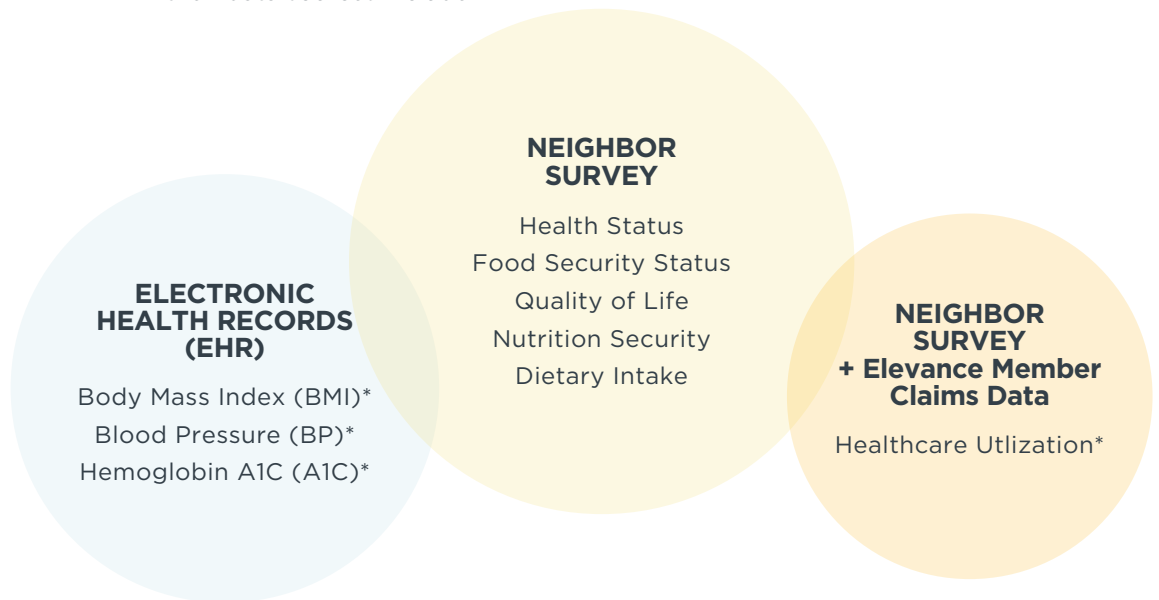 ELECTRONIC
HEALTH RECORDS
(EHR)
Body Mass Index (BMI)*
Blood Pressure (BP)*
Hemoglobin A1C (A1C)*
NEIGHBOR
SURVEY
Health Status
Food Security Status
Quality of Life
Nutrition Security
Dietary Intake
NEIGHBOR
SURVEY
+ Elevance Member
Claims Data
Healthcare Utlization*